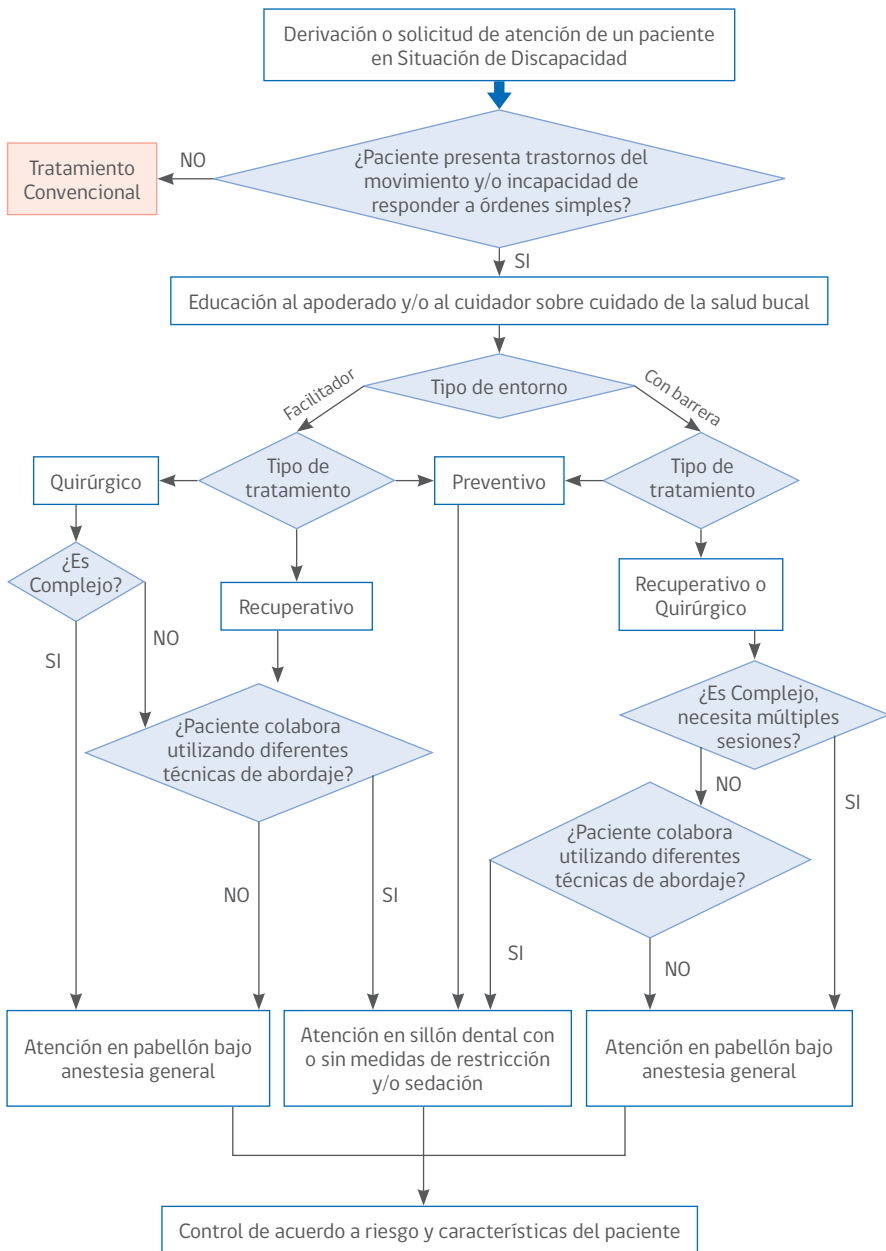 Derivación o solicitud de atención de un paciente
en Situación de Discapacidad
¿Paciente presenta trastornos del
movimiento y/o incapacidad de
responder a órdenes simples?
NO
Tratamiento
Convencional
SI
Educación al apoderado y/o al cuidador sobre cuidado de la salud bucal
Tipo de entorno
Facilitador
Con barrera
Quirúrgico
Tipo de
tratamiento
Preventivo
Tipo de
tratamiento
¿Es
Complejo?
Recuperativo
Recuperativo o
Quirúrgico
NO
SI
¿Paciente colabora
utilizando diferentes
técnicas de abordaje?
¿Es Complejo,
necesita múltiples
sesiones?
NO
SI
¿Paciente colabora
utilizando diferentes
técnicas de abordaje?
NO
SI
SI
NO
Atención en pabellón bajo
anestesia general
Atención en sillón dental con
o sin medidas de restricción
y/o sedación
Atención en pabellón bajo
anestesia general
Control de acuerdo a riesgo y características del paciente